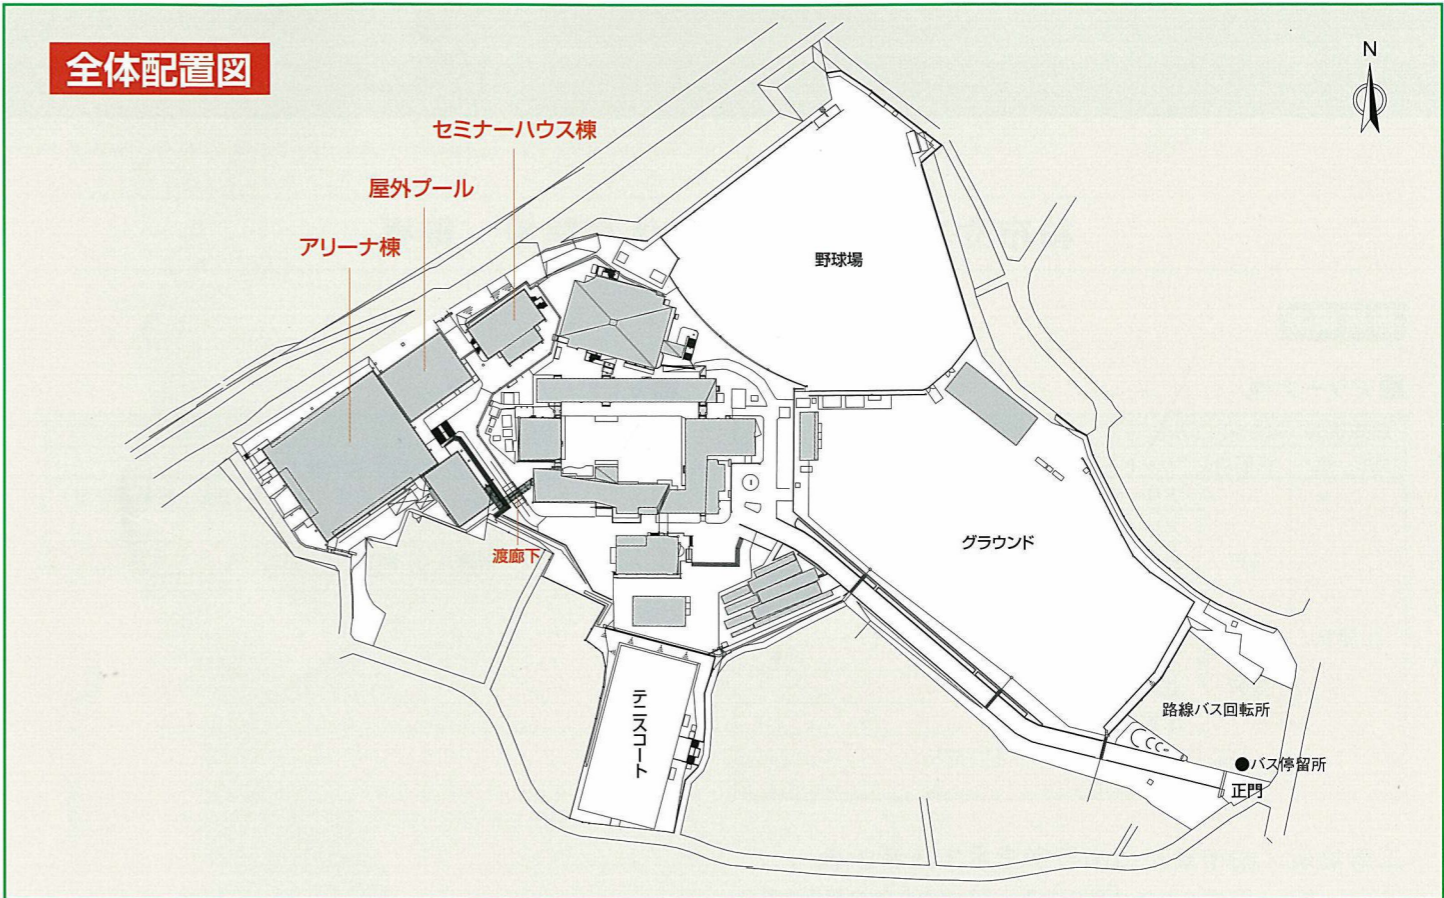 全体配置図
N
セミナーハウス棟
屋外プール
アリーナ棟
野球場
渡廊下
グラウンド
テニスコート
路線バス回転所
バス停留所
正門